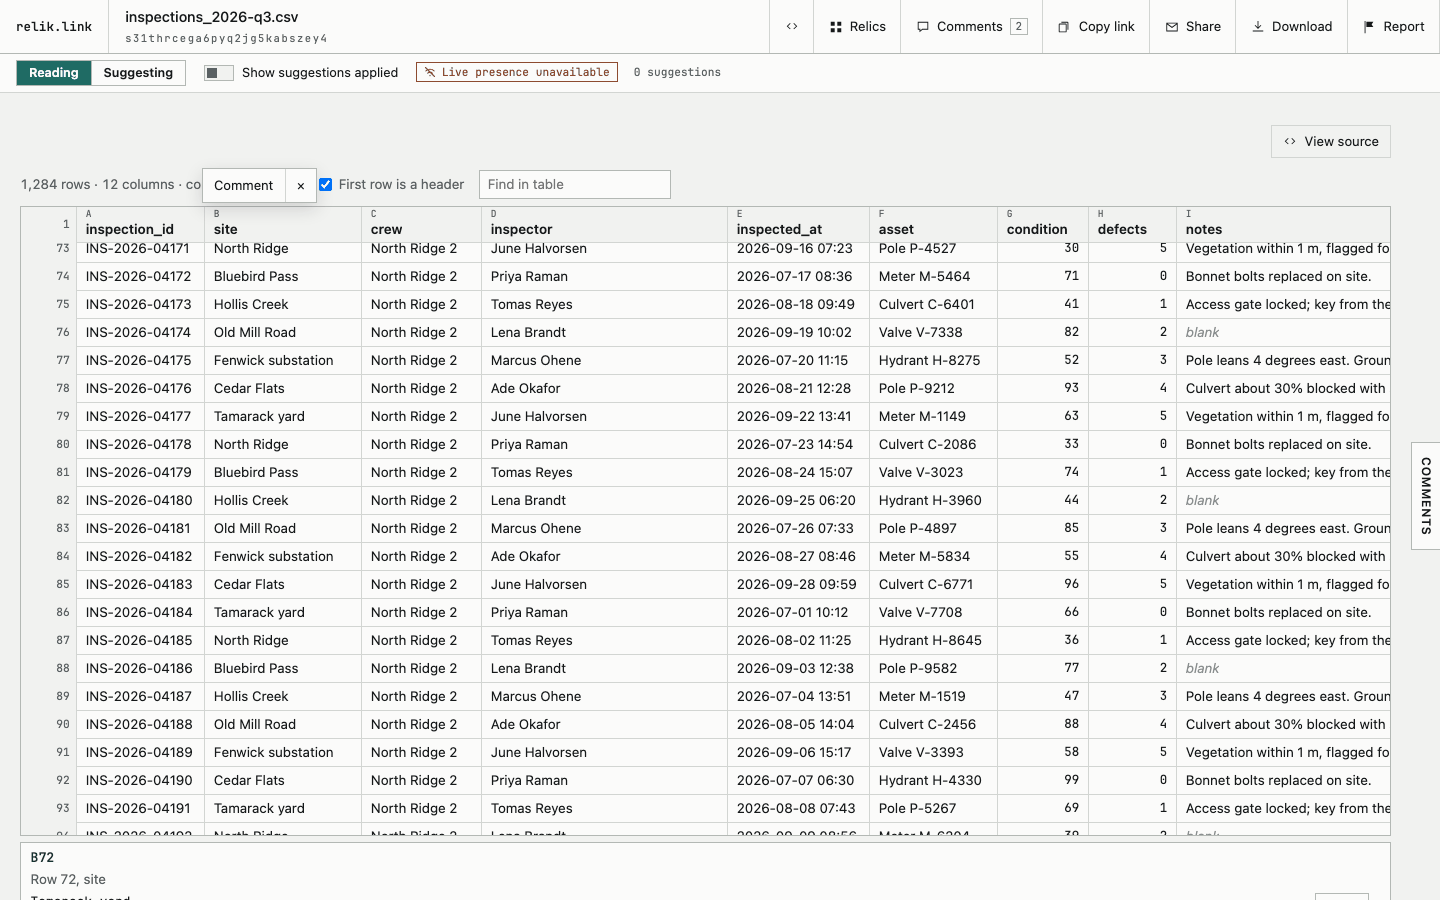 relik.link
inspections_2026-q3.csv
s31thrcega6pyq2jg5kabszey4
Relics
Comments 2
Copy link
Share
Download
Report
Reading
Suggesting
Show suggestions applied
Live presence unavailable
0 suggestions
View source
1,284 rows · 12 columns · co
Comment ×
First row is a header
Find in table
A B C D E F G H I
1 inspection_id site crew inspector inspected_at asset condition defects notes
73 INS-2026-04171 North Ridge North Ridge 2 June Halvorsen 2026-09-16 07:23 Pole P-4527 30 5 Vegetation within 1 m, flagged fo
74 INS-2026-04172 Bluebird Pass North Ridge 2 Priya Raman 2026-07-17 08:36 Meter M-5464 71 0 Bonnet bolts replaced on site.
75 INS-2026-04173 Hollis Creek North Ridge 2 Tomas Reyes 2026-08-18 09:49 Culvert C-6401 41 1 Access gate locked; key from the
76 INS-2026-04174 Old Mill Road North Ridge 2 Lena Brandt 2026-09-19 10:02 Valve V-7338 82 2 blank
77 INS-2026-04175 Fenwick substation North Ridge 2 Marcus Ohene 2026-07-20 11:15 Hydrant H-8275 52 3 Pole leans 4 degrees east. Groun
78 INS-2026-04176 Cedar Flats North Ridge 2 Ade Okafor 2026-08-21 12:28 Pole P-9212 93 4 Culvert about 30% blocked with
79 INS-2026-04177 Tamarack yard North Ridge 2 June Halvorsen 2026-09-22 13:41 Meter M-1149 63 5 Vegetation within 1 m, flagged fo
80 INS-2026-04178 North Ridge North Ridge 2 Priya Raman 2026-07-23 14:54 Culvert C-2086 33 0 Bonnet bolts replaced on site.
81 INS-2026-04179 Bluebird Pass North Ridge 2 Tomas Reyes 2026-08-24 15:07 Valve V-3023 74 1 Access gate locked; key from the
82 INS-2026-04180 Hollis Creek North Ridge 2 Lena Brandt 2026-09-25 06:20 Hydrant H-3960 44 2 blank
83 INS-2026-04181 Old Mill Road North Ridge 2 Marcus Ohene 2026-07-26 07:33 Pole P-4897 85 3 Pole leans 4 degrees east. Groun
84 INS-2026-04182 Fenwick substation North Ridge 2 Ade Okafor 2026-08-27 08:46 Meter M-5834 55 4 Culvert about 30% blocked with
85 INS-2026-04183 Cedar Flats North Ridge 2 June Halvorsen 2026-09-28 09:59 Culvert C-6771 96 5 Vegetation within 1 m, flagged fo
86 INS-2026-04184 Tamarack yard North Ridge 2 Priya Raman 2026-07-01 10:12 Valve V-7708 66 0 Bonnet bolts replaced on site.
87 INS-2026-04185 North Ridge North Ridge 2 Tomas Reyes 2026-08-02 11:25 Hydrant H-8645 36 1 Access gate locked; key from the
88 INS-2026-04186 Bluebird Pass North Ridge 2 Lena Brandt 2026-09-03 12:38 Pole P-9582 77 2 blank
89 INS-2026-04187 Hollis Creek North Ridge 2 Marcus Ohene 2026-07-04 13:51 Meter M-1519 47 3 Pole leans 4 degrees east. Groun
90 INS-2026-04188 Old Mill Road North Ridge 2 Ade Okafor 2026-08-05 14:04 Culvert C-2456 88 4 Culvert about 30% blocked with
91 INS-2026-04189 Fenwick substation North Ridge 2 June Halvorsen 2026-09-06 15:17 Valve V-3393 58 5 Vegetation within 1 m, flagged fo
92 INS-2026-04190 Cedar Flats North Ridge 2 Priya Raman 2026-07-07 06:30 Hydrant H-4330 99 0 Bonnet bolts replaced on site.
93 INS-2026-04191 Tamarack yard North Ridge 2 Tomas Reyes 2026-08-08 07:43 Pole P-5267 69 1 Access gate locked; key from the
COMMENTS
B72
Row 72, site